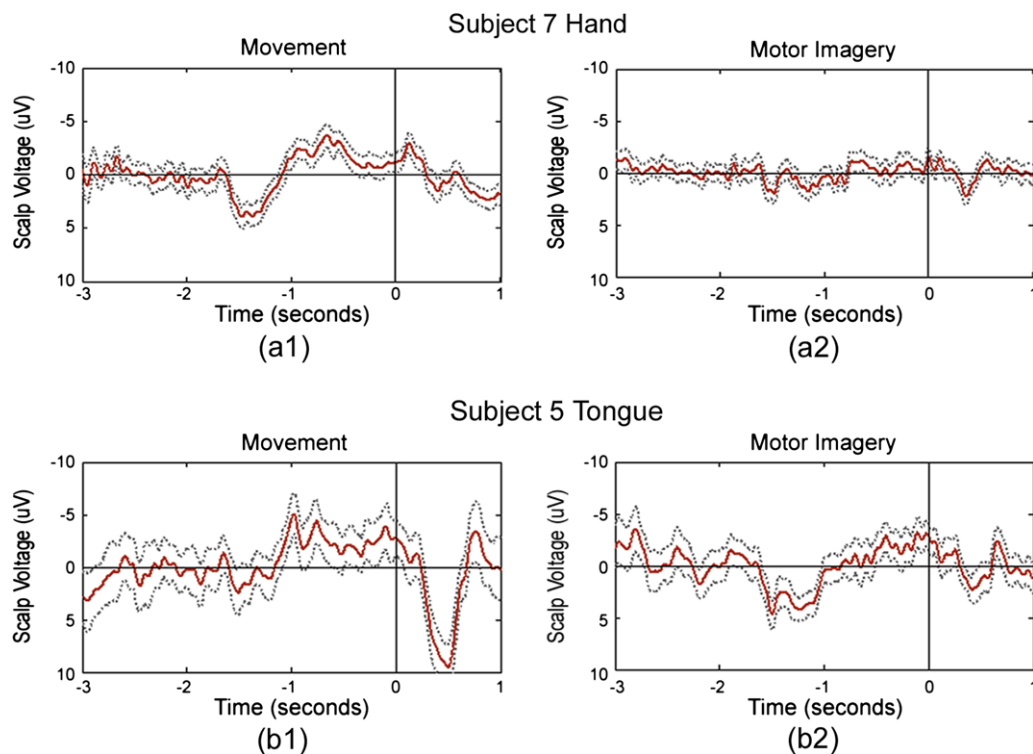 Subject 7 Hand
Movement
Motor Imagery
Scalp Voltage (uV)
-10
-5
0
5
10
-3
-2
-1
0
1
Time (seconds)
(a1)
Scalp Voltage (uV)
-10
-5
0
5
10
-3
-2
-1
0
1
Time (seconds)
(a2)
Subject 5 Tongue
Movement
Motor Imagery
Scalp Voltage (uV)
-10
-5
0
5
10
-3
-2
-1
0
1
Time (seconds)
(b1)
Scalp Voltage (uV)
-10
-5
0
5
10
-3
-2
-1
0
1
Time (seconds)
(b2)